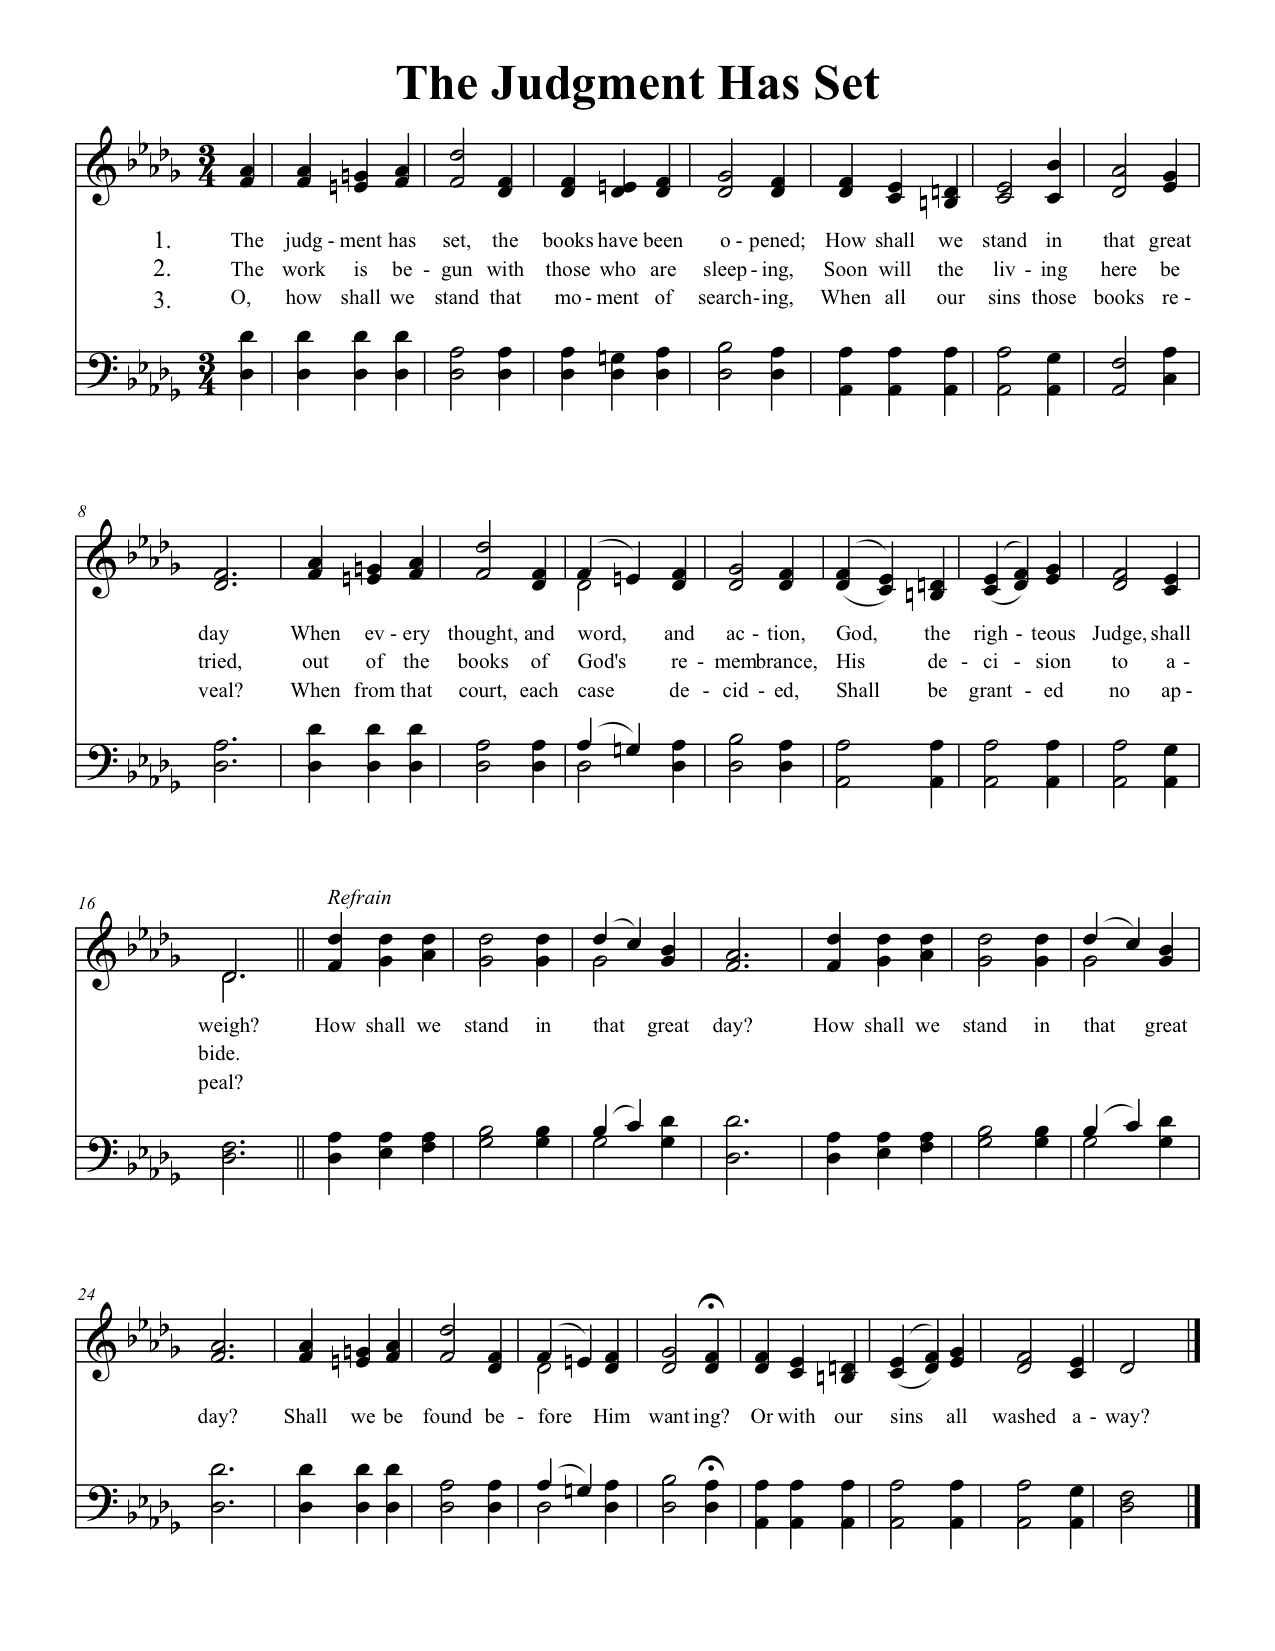 The Judgment Has Set
1. The judg - ment has set, the books have been o - pened; How shall we stand in that great
2. The work is be - gun with those who are sleep - ing, Soon will the liv - ing here be
3. O, how shall we stand that mo - ment of search - ing, When all our sins those books re -
8
day When ev - ery thought, and word, and ac - tion, God, the righ - teous Judge, shall
tried, out of the books of God's re - membrance, His de - ci - sion to a -
veal? When from that court, each case de - cid - ed, Shall be grant - ed no ap -
16
Refrain
weigh? How shall we stand in that great day? How shall we stand in that great
bide.
peal?
24
day? Shall we be found be - fore Him want ing? Or with our sins all washed a - way?